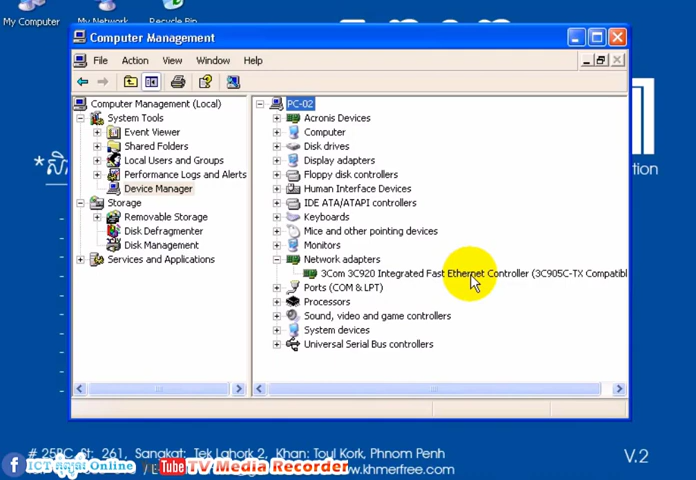 My Computer
My Network
Recycle Bin
Computer Management
File Action View Window Help
Computer Management (Local)
System Tools
Event Viewer
Shared Folders
Local Users and Groups
Performance Logs and Alerts
Device Manager
Storage
Removable Storage
Disk Defragmenter
Disk Management
Services and Applications
PC-02
Acronis Devices
Computer
Disk drives
Display adapters
Floppy disk controllers
Human Interface Devices
IDE ATA/ATAPI controllers
Keyboards
Mice and other pointing devices
Monitors
Network adapters
3Com 3C920 Integrated Fast Ethernet Controller (3C905C-TX Compatibl
Ports (COM & LPT)
Processors
Sound, video and game controllers
System devices
Universal Serial Bus controllers
tion
# 258C, St: 261, Sangkat: Tek Lahork 2, Khan: Toul Kork, Phnom Penh
V.2
ICT Online
Tube TV Media Recorder
www.khmerfree.com